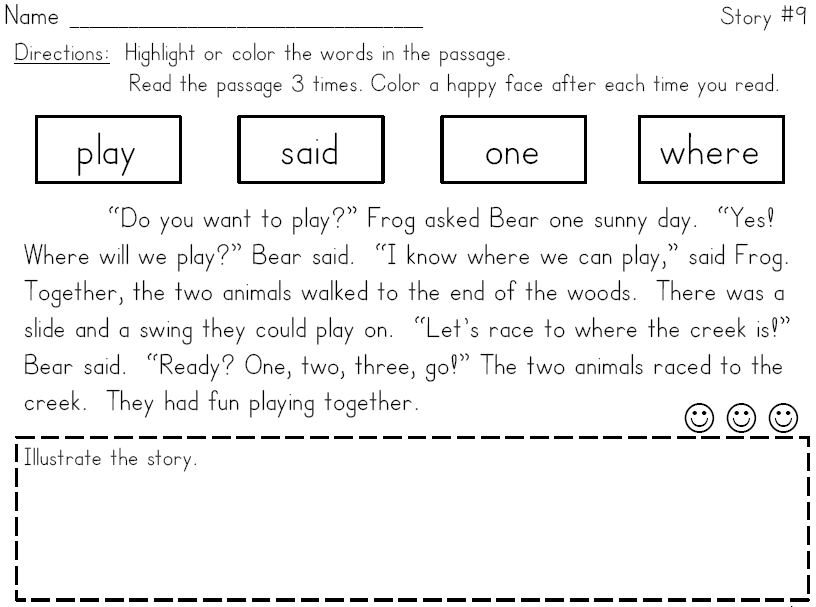 Name ______________________________________ Story #9
Directions: Highlight or color the words in the passage.
Read the passage 3 times. Color a happy face after each time you read.
play said one where
“Do you want to play?” Frog asked Bear one sunny day. “Yes!
Where will we play?” Bear said. “I know where we can play,” said Frog.
Together, the two animals walked to the end of the woods. There was a
slide and a swing they could play on. “Let's race to where the creek is!”
Bear said. “Ready? One, two, three, go!” The two animals raced to the
creek. They had fun playing together.
Illustrate the story.